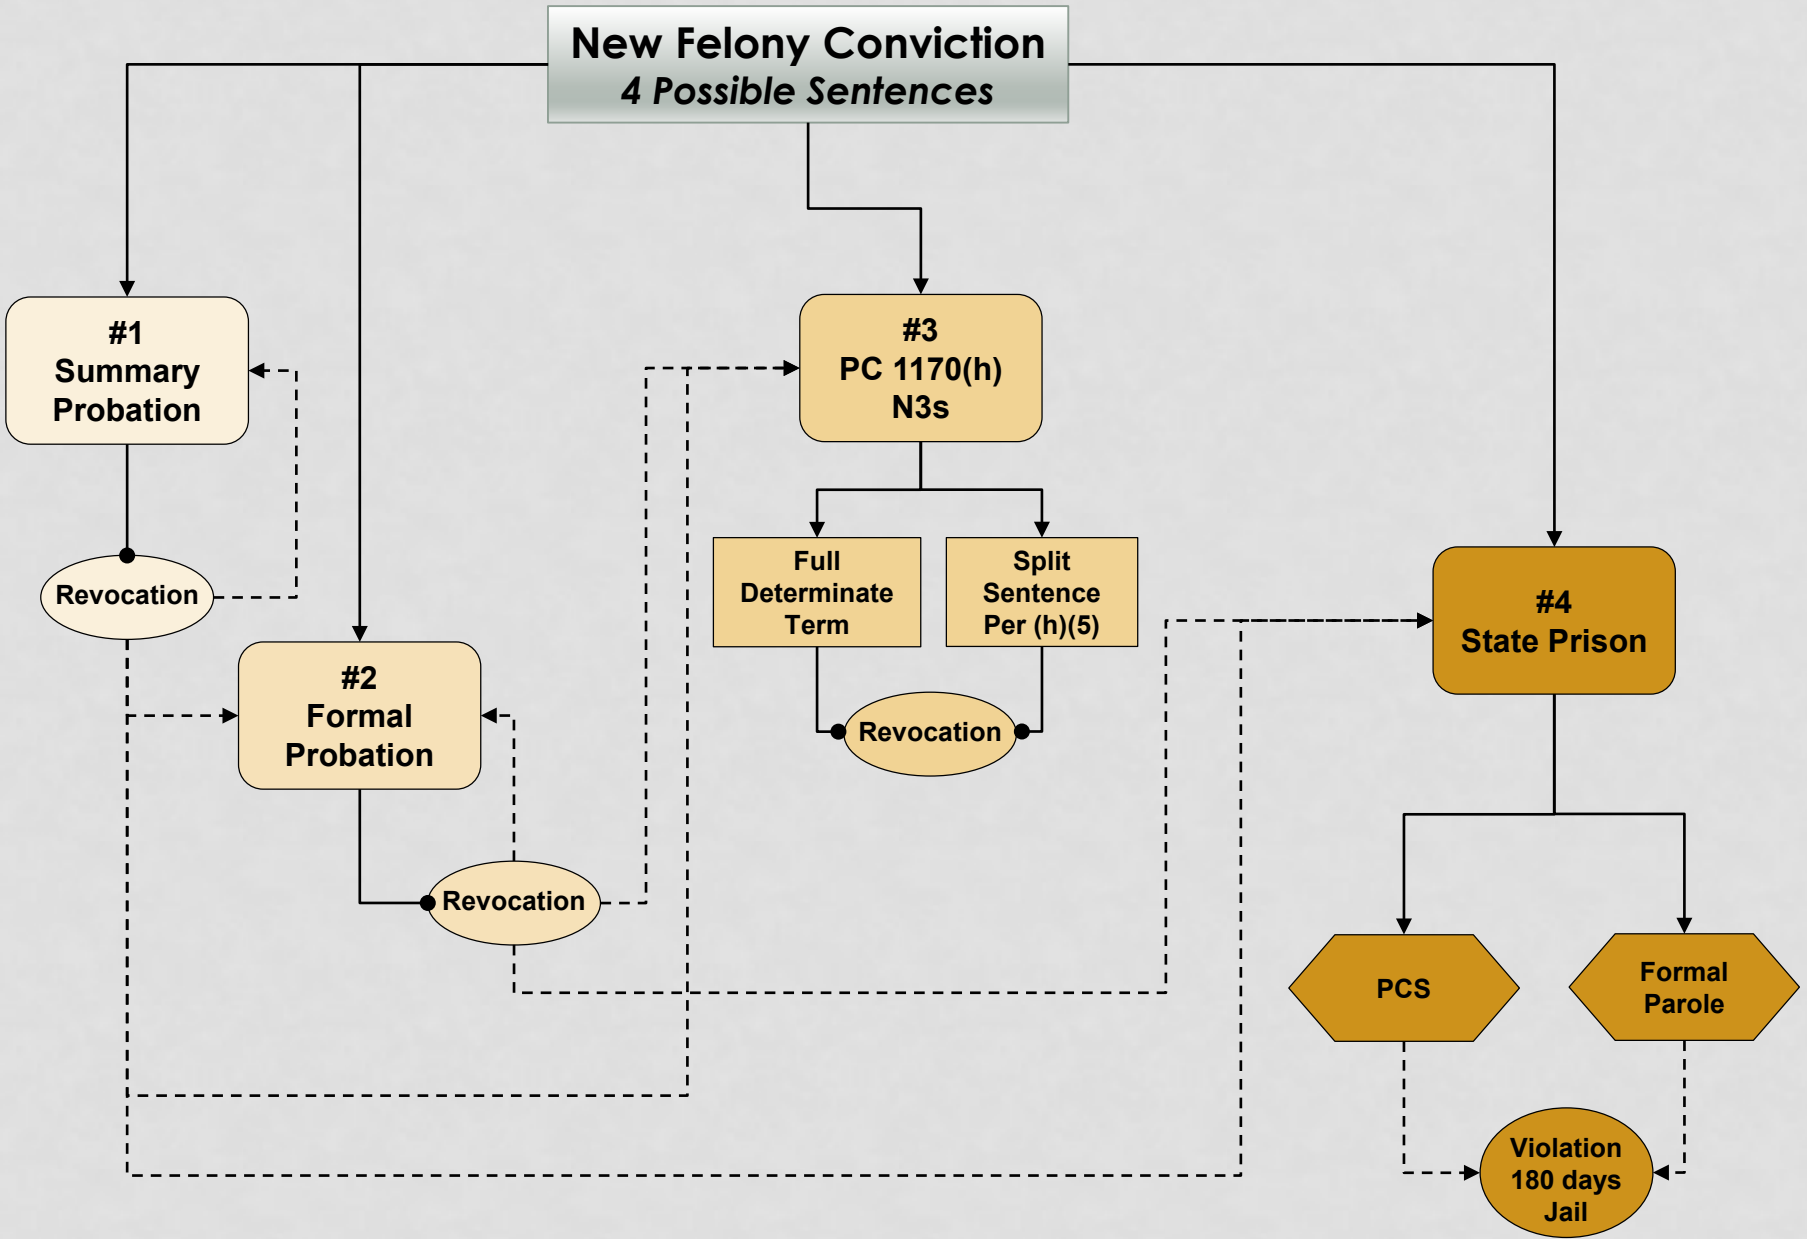 New Felony Conviction
4 Possible Sentences
#1
Summary
Probation
Revocation
#2
Formal
Probation
Revocation
#3
PC 1170(h)
N3s
Full
Determinate
Term
Split
Sentence
Per (h)(5)
Revocation
#4
State Prison
PCS
Formal
Parole
Violation
180 days
Jail